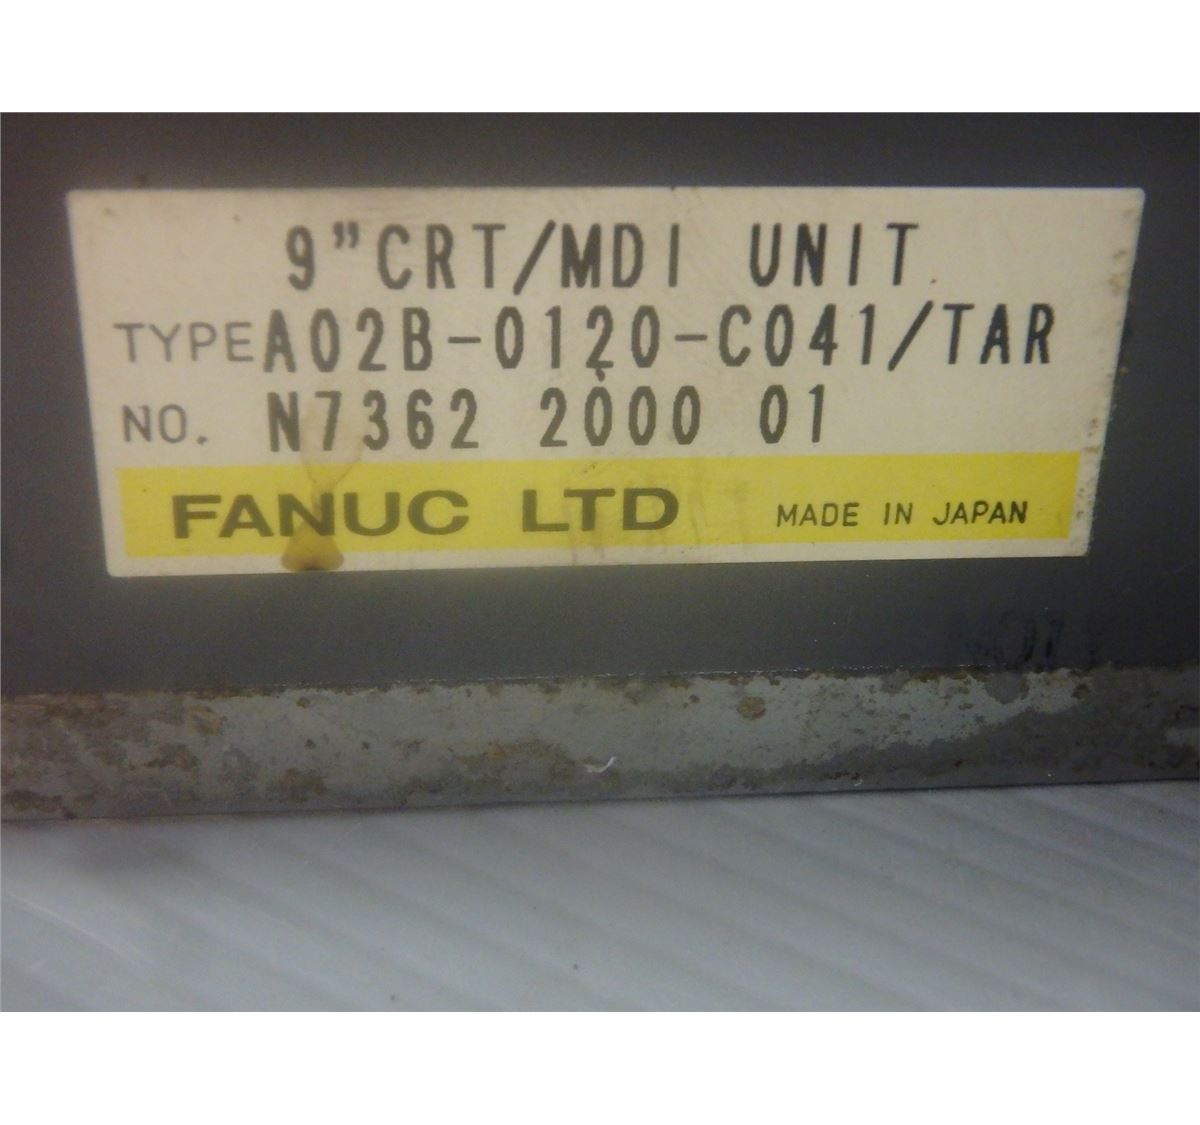 9"CRT/MDI UNIT
TYPE A02B-0120-C041/TAR
NO. N7362 2000 01
FANUC LTD MADE IN JAPAN